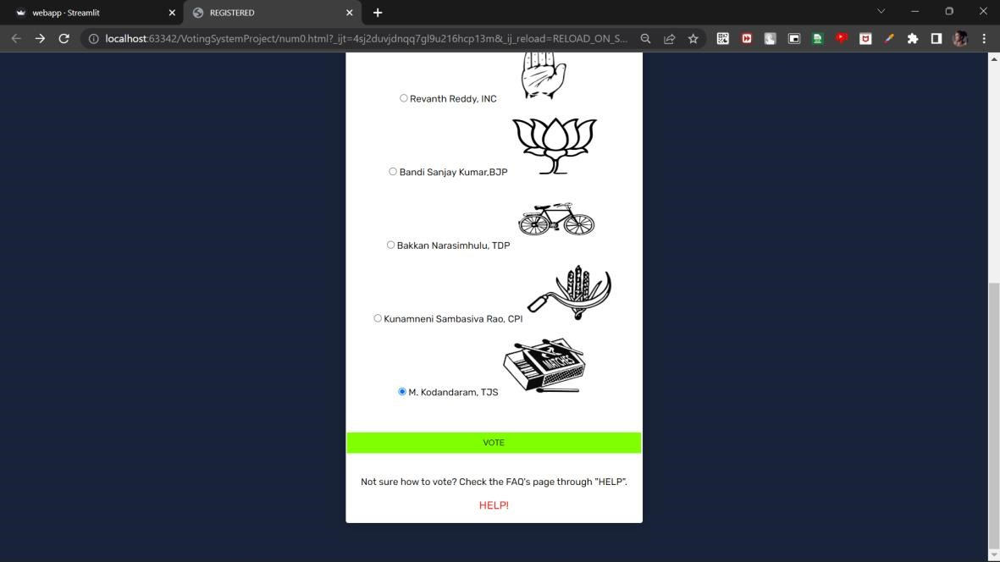 webapp · Streamlit
REGISTERED
localhost:63342/VotingSystemProject/num0.html?_ijt=4sj2duvjdnqq7gl9u216hcp13m&_ij_reload=RELOAD_ON_S...
Revanth Reddy, INC
Bandi Sanjay Kumar,BJP
Bakkan Narasimhulu, TDP
Kunamneni Sambasiva Rao, CPI
MATCHES
M. Kodandaram, TJS
VOTE
Not sure how to vote? Check the FAQ's page through "HELP".
HELP!